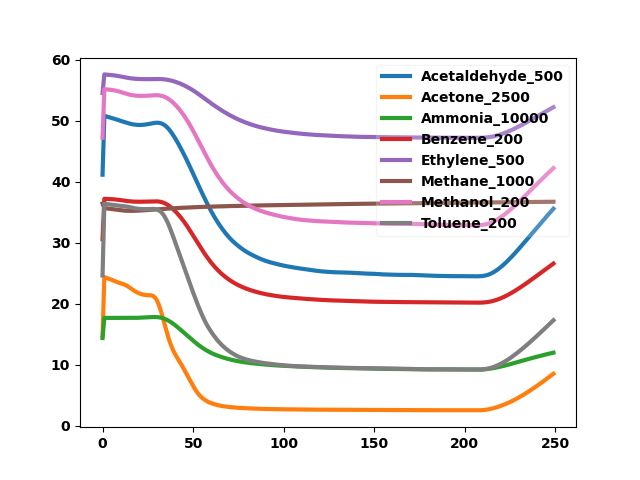 60
50
40
30
20
10
0
0 50 100 150 200 250
Acetaldehyde_500
Acetone_2500
Ammonia_10000
Benzene_200
Ethylene_500
Methane_1000
Methanol_200
Toluene_200